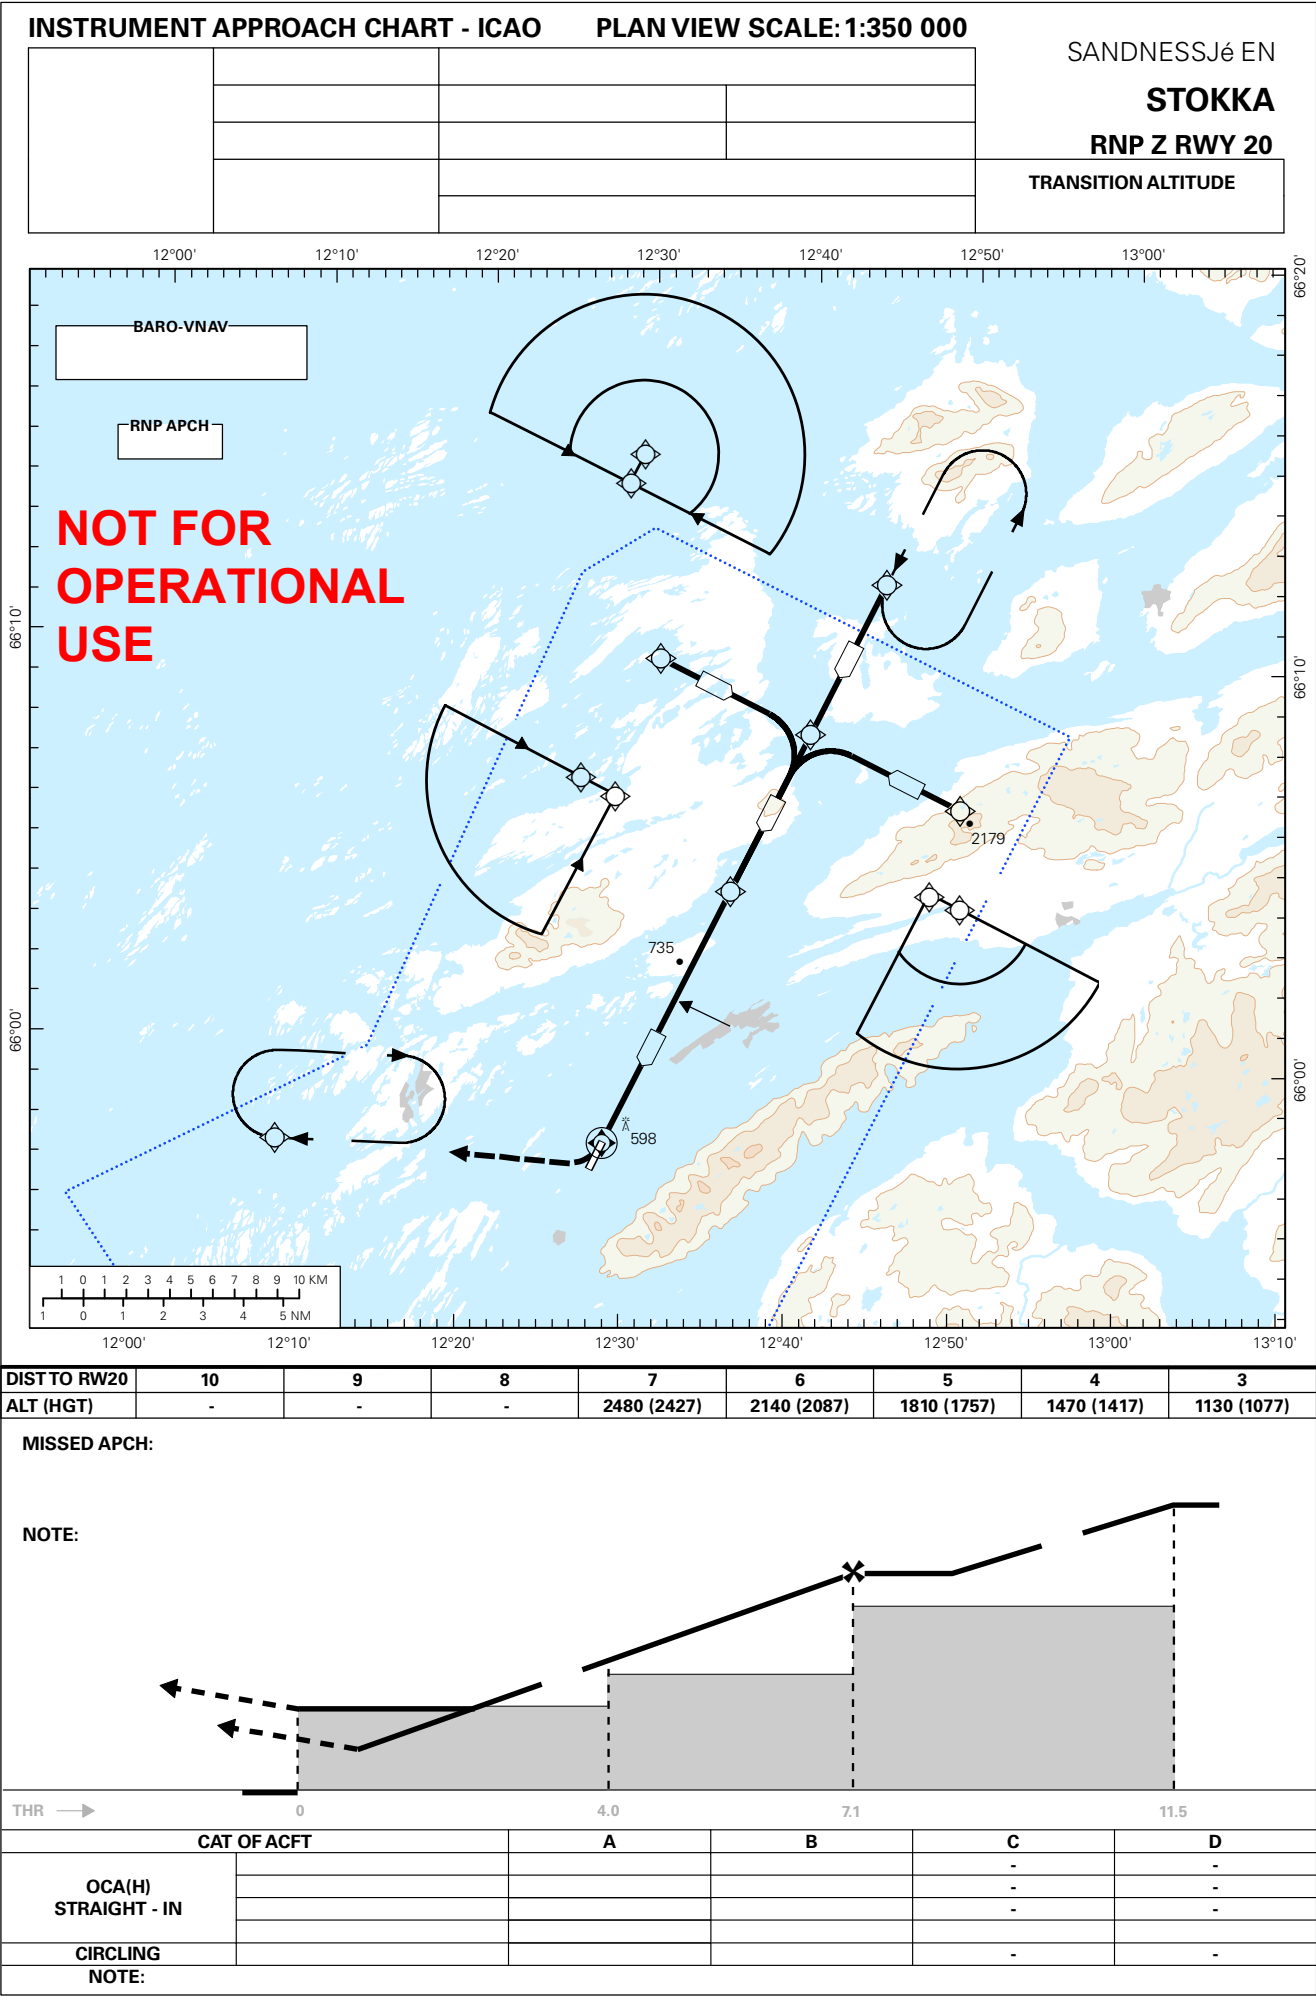 INSTRUMENT APPROACH CHART - ICAO PLAN VIEW SCALE: 1:350 000
SANDNESSJé EN
STOKKA
RNP Z RWY 20
TRANSITION ALTITUDE
12°00' 12°10' 12°20' 12°30' 12°40' 12°50' 13°00'
66°20'
BARO-VNAV
RNP APCH
NOT FOR
OPERATIONAL
USE
66°10'
66°10'
2179
735
66°00'
66°00'
598
1 0 1 2 3 4 5 6 7 8 9 10 KM
1 0 1 2 3 4 5 NM
12°00' 12°10' 12°20' 12°30' 12°40' 12°50' 13°00' 13°10'
DIST TO RW20 10 9 8 7 6 5 4 3
ALT (HGT) - - - 2480 (2427) 2140 (2087) 1810 (1757) 1470 (1417) 1130 (1077)
MISSED APCH:
NOTE:
THR 0 4.0 7.1 11.5
CAT OF ACFT A B C D
- -
OCA(H) - -
STRAIGHT - IN - -
CIRCLING - -
NOTE: